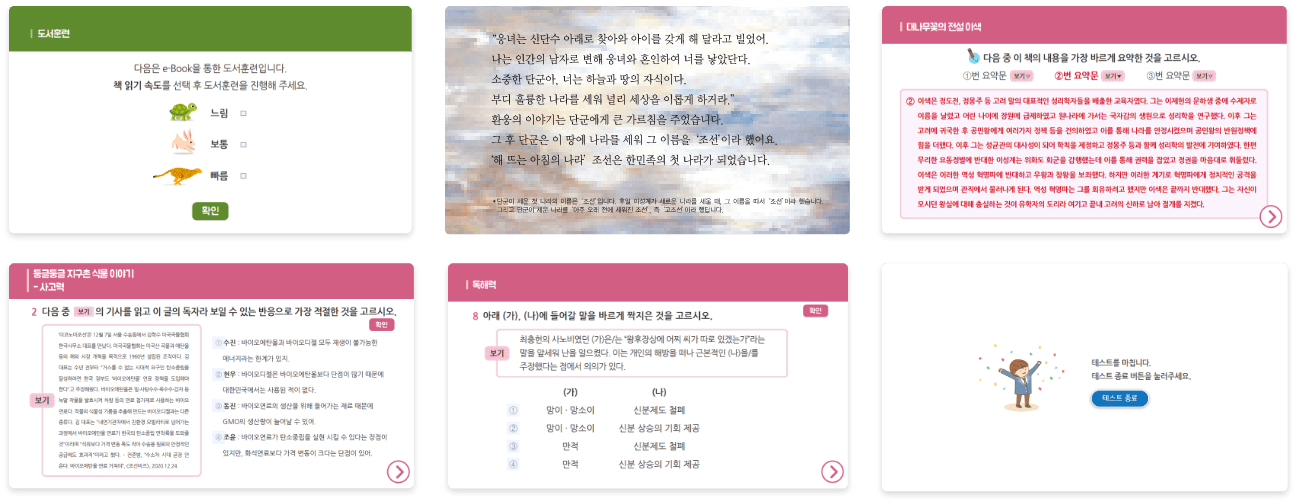 도서훈련
다음은 e-Book을 통한 도서훈련입니다.
책 읽기 속도를 선택 후 도서훈련을 진행해 주세요.
느림
보통
빠름
확인
“웅녀는 신단수 아래로 찾아와 아이를 갖게 해 달라고 빌었어.
나는 인간의 남자로 변해 웅녀와 혼인하여 너를 낳았단다.
소중한 단군아, 너는 하늘과 땅의 자식이다.
부디 훌륭한 나라를 세워 널리 세상을 이롭게 하거라.”
환웅의 이야기는 단군에게 큰 가르침을 주었습니다.
그 후 단군은 이 땅에 나라를 세워 그 이름을 ‘조선’이라 했어요.
‘해 뜨는 아침의 나라’ 조선은 한민족의 첫 나라가 되었습니다.
*단군이 세운 첫 나라의 이름은 ‘조선’입니다. 후일 이성계가 새로운 나라를 세울 때, 그 이름을 따서 ‘조선’이라 했습니다.
그리고 단군이 세운 나라를 ‘아주 오래 전에 세워진 조선’, 즉 ‘고조선’이라 했답니다.
대나무꽃의 전설 이색
다음 중 이 책의 내용을 가장 바르게 요약한 것을 고르시오.
①번 요약문 보기▽ ②번 요약문 보기▼ ③번 요약문 보기▽
② 이색은 정도전, 정몽주 등 고려 말의 대표적인 성리학자들을 배출한 교육자였다. 그는 이제현의 문하생 중에 수제자로
이름을 날렸고 어린 나이에 장원에 급제하였고 원나라에 가서는 국자감의 생원으로 성리학을 연구했다. 이후 그는
고려에 귀국한 후 공민왕에게 여러가지 정책 등을 건의하였고 이를 통해 나라를 안정시켰으며 공민왕의 반원정책에
힘을 더했다. 이후 그는 성균관의 대사성이 되어 학칙을 제정하고 정몽주 등과 함께 성리학의 발전에 기여하였다. 한편
무리한 요동정벌에 반대한 이성계는 위화도 회군을 감행했는데 이를 통해 권력을 잡았고 정권을 마음대로 휘둘렀다.
이색은 이러한 역성 혁명파에 반대하고 우왕과 창왕을 보좌했다. 하지만 이러한 계기로 혁명파에게 정치적인 공격을
받게 되었으며 관직에서 물러나게 된다. 역성 혁명파는 그를 회유하려고 했지만 이색은 끝까지 반대했다. 그는 자신이
모시던 왕실에 대해 충실하는 것이 유학자의 도리라 여기고 끝내 고려의 신하로 남아 절개를 지켰다.
둥글둥글 지구촌 식물 이야기
- 사고력
2 다음 중 보기 의 기사를 읽고 이 글의 독자라 보일 수 있는 반응으로 가장 적절한 것을 고르시오.
확인
보기
① 수진 : 바이오에탄올과 바이오디젤 모두 재생이 불가능한
에너지라는 한계가 있지.
② 현우 : 바이오디젤은 바이오에탄올보다 단점이 많기 때문에
대한민국에서는 사용된 적이 없다.
③ 동진 : 바이오연료의 생산을 위해 들어가는 재료 때문에
GMO의 생산량이 늘어날 수 있어.
④ 조윤 : 바이오연료가 탄소중립을 실현 시킬 수 있다는 장점이
있지만, 화석연료보다 가격 변동이 크다는 단점이 있어.
독해력
8 아래 (가), (나)에 들어갈 말을 바르게 짝지은 것을 고르시오.
확인
보기
최충헌의 사노비였던 (가)은/는 “왕후장상에 어찌 씨가 따로 있겠는가?”라는
말을 앞세워 난을 일으켰다. 이는 개인의 해방을 떠나 근본적인 (나)을/를
주장했다는 점에서 의의가 있다.
(가) (나)
① 망이 · 망소이 신분제도 철폐
② 망이 · 망소이 신분 상승의 기회 제공
③ 만적 신분제도 철폐
④ 만적 신분 상승의 기회 제공
테스트를 마칩니다.
테스트 종료 버튼을 눌러주세요.
테스트 종료